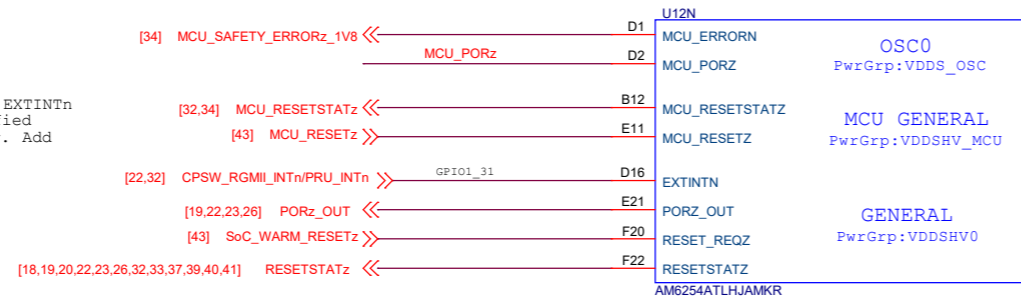 U12N
[34] MCU_SAFETY_ERRORz_1V8 D1 MCU_ERRORN
MCU_PORz D2 MCU_PORZ
OSC0
PwrGrp:VDDS_OSC
EXTINTn
fied
. Add
[32,34] MCU_RESETSTATz B12 MCU_RESETSTATZ
[43] MCU_RESETz E11 MCU_RESETZ
MCU GENERAL
PwrGrp:VDDSHV_MCU
[22,32] CPSW_RGMII_INTn/PRU_INTn GPIO1_31 D16 EXTINTN
[19,22,23,26] PORz_OUT E21 PORZ_OUT
[43] SoC_WARM_RESETz F20 RESET_REQZ
GENERAL
PwrGrp:VDDSHV0
[18,19,20,22,23,26,32,33,37,39,40,41] RESETSTATz F22 RESETSTATZ
AM6254ATLHJAMKR